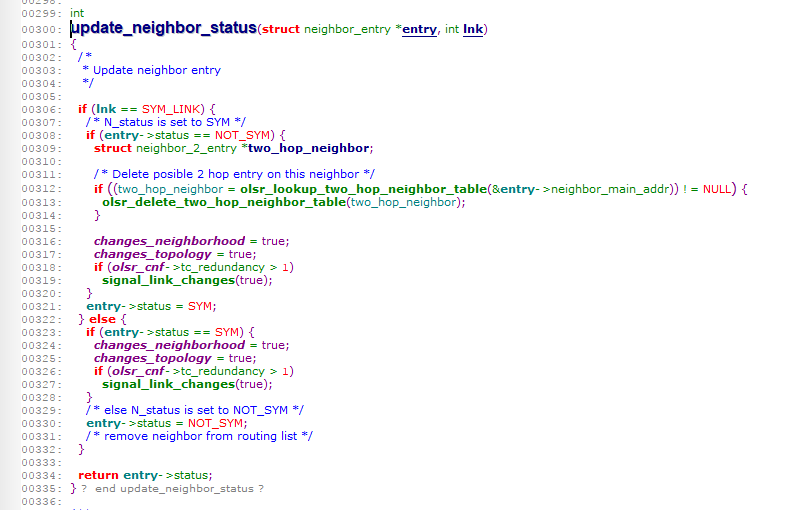 00298:
00299: int
00300: update_neighbor_status(struct neighbor_entry *entry, int lnk)
00301: {
00302:   /*
00303:    * Update neighbor entry
00304:    */
00305:
00306:   if (lnk == SYM_LINK) {
00307:     /* N_status is set to SYM */
00308:     if (entry->status == NOT_SYM) {
00309:       struct neighbor_2_entry *two_hop_neighbor;
00310:
00311:       /* Delete posible 2 hop entry on this neighbor */
00312:       if ((two_hop_neighbor = olsr_lookup_two_hop_neighbor_table(&entry->neighbor_main_addr)) != NULL) {
00313:         olsr_delete_two_hop_neighbor_table(two_hop_neighbor);
00314:       }
00315:
00316:       changes_neighborhood = true;
00317:       changes_topology = true;
00318:       if (olsr_cnf->tc_redundancy > 1)
00319:         signal_link_changes(true);
00320:     }
00321:     entry->status = SYM;
00322:   } else {
00323:     if (entry->status == SYM) {
00324:       changes_neighborhood = true;
00325:       changes_topology = true;
00326:       if (olsr_cnf->tc_redundancy > 1)
00327:         signal_link_changes(true);
00328:     }
00329:     /* else N_status is set to NOT_SYM */
00330:     entry->status = NOT_SYM;
00331:     /* remove neighbor from routing list */
00332:   }
00333:
00334:   return entry->status;
00335: } ? end update_neighbor_status ?
00336: